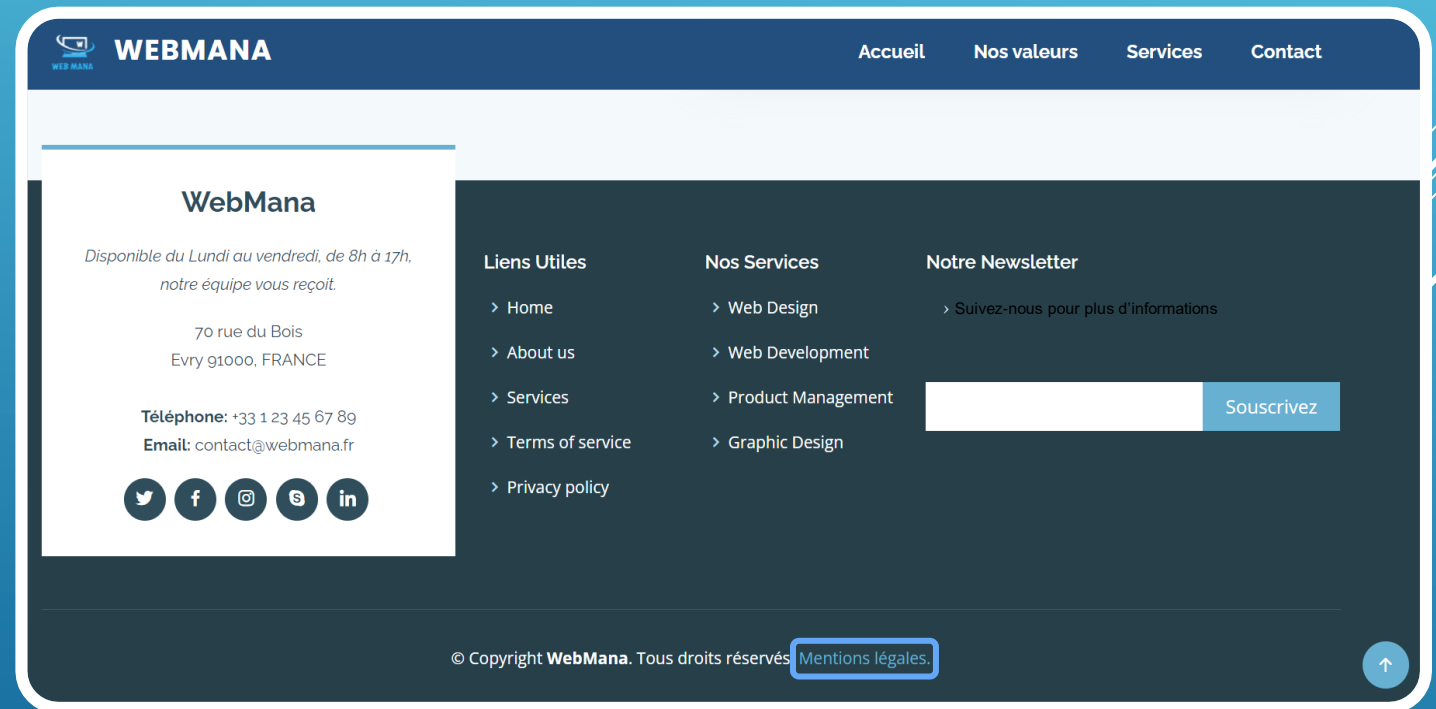 WEB MANA
WEBMANA
Accueil
Nos valeurs
Services
Contact
WebMana
Disponible du Lundi au vendredi, de 8h à 17h,
notre équipe vous reçoit.
70 rue du Bois
Evry 91000, FRANCE
Téléphone: +33 1 23 45 67 89
Email: contact@webmana.fr
Liens Utiles
Home
About us
Services
Terms of service
Privacy policy
Nos Services
Web Design
Web Development
Product Management
Graphic Design
Notre Newsletter
Suivez-nous pour plus d'informations
Souscrivez
© Copyright WebMana. Tous droits réservés Mentions légales.